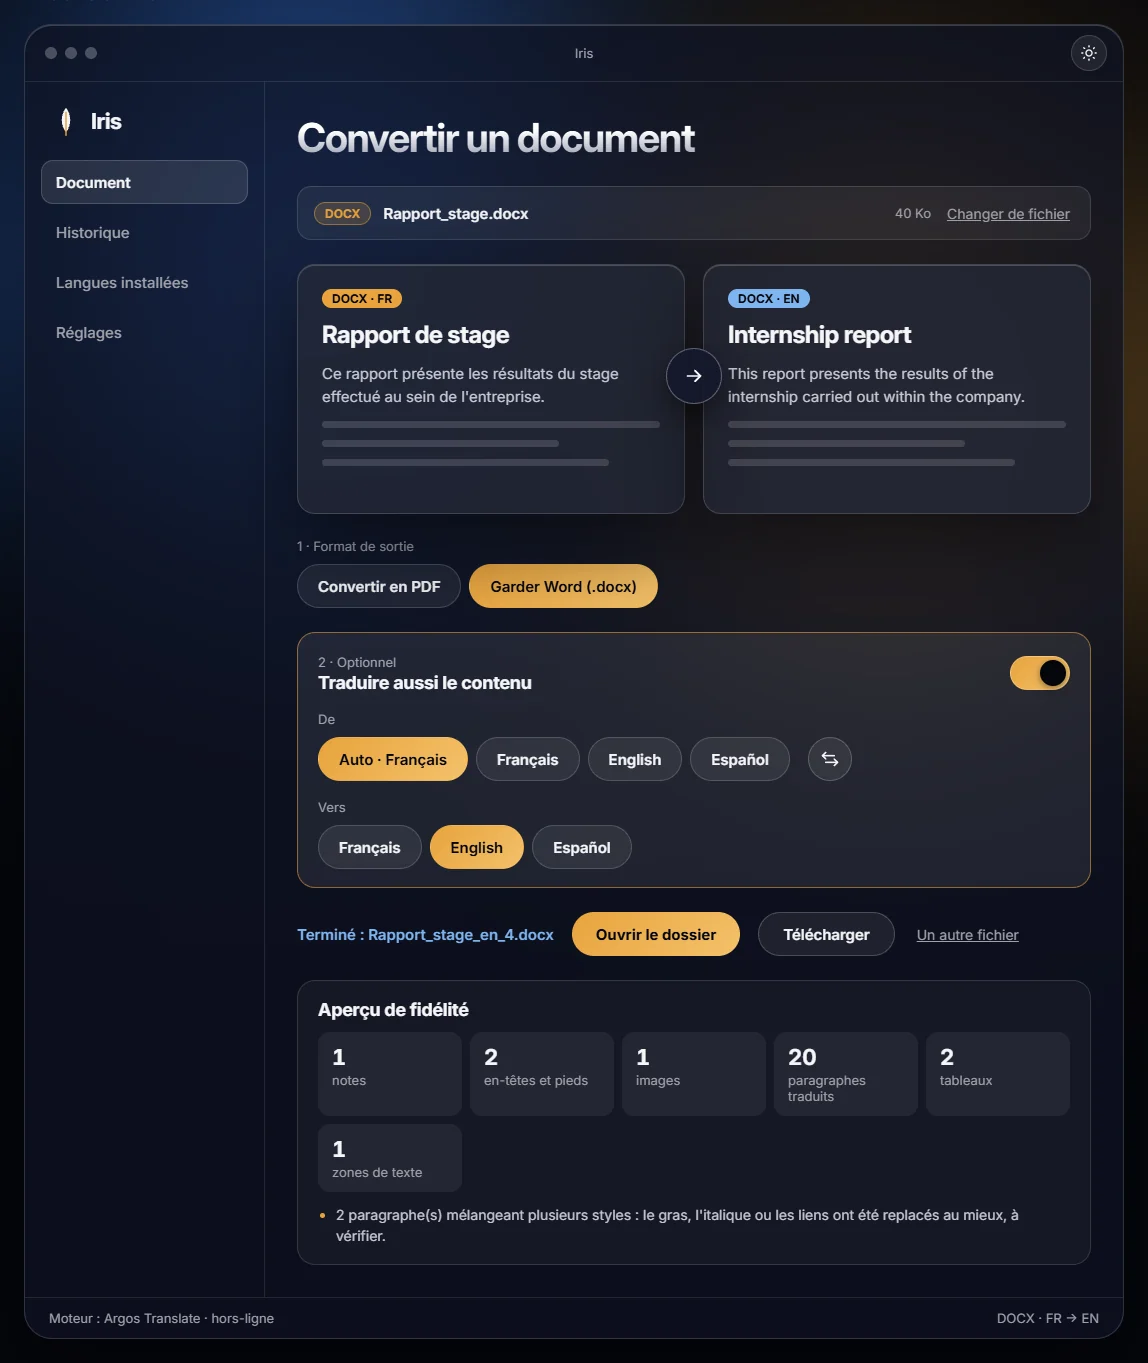 Iris
Iris
Document
Historique
Langues installées
Réglages
Convertir un document
DOCX Rapport_stage.docx 40 Ko Changer de fichier
DOCX · FR
Rapport de stage
Ce rapport présente les résultats du stage
effectué au sein de l'entreprise.
DOCX · EN
Internship report
This report presents the results of the
internship carried out within the company.
1 · Format de sortie
Convertir en PDF Garder Word (.docx)
2 · Optionnel
Traduire aussi le contenu
De
Auto · Français Français English Español
Vers
Français English Español
Terminé : Rapport_stage_en_4.docx Ouvrir le dossier Télécharger Un autre fichier
Aperçu de fidélité
1
notes
2
en-têtes et pieds
1
images
20
paragraphes
traduits
2
tableaux
1
zones de texte
2 paragraphe(s) mélangeant plusieurs styles : le gras, l'italique ou les liens ont été replacés au mieux, à
vérifier.
Moteur : Argos Translate · hors-ligne DOCX · FR → EN